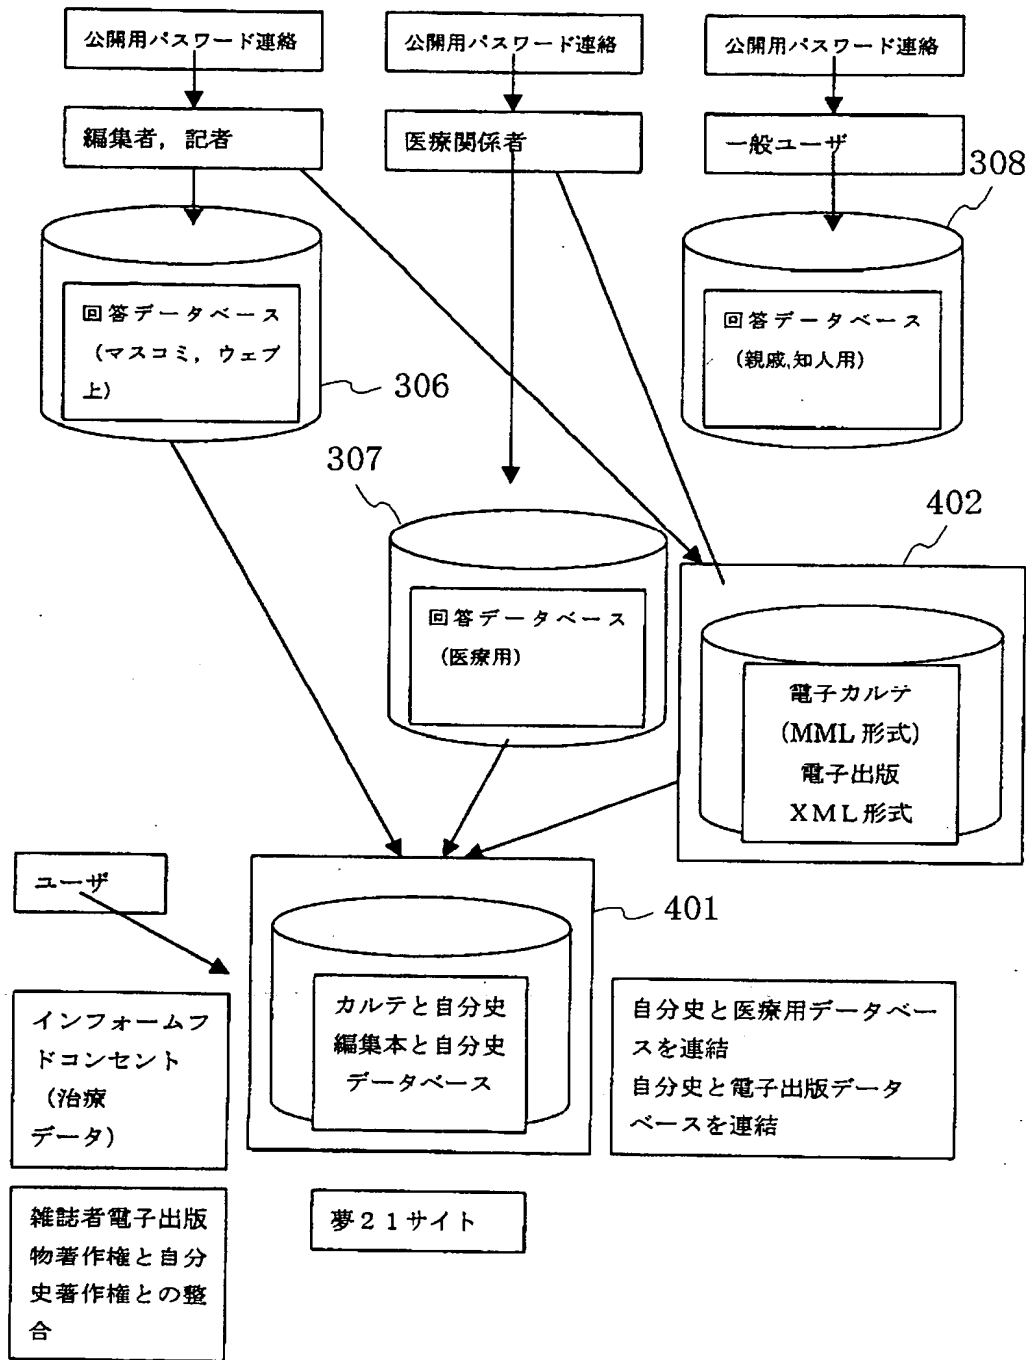 公開用パスワード連絡
公開用パスワード連絡
公開用パスワード連絡
編集者，記者
医療関係者
一般ユーザ
308
回答データベース
（マスコミ，ウェブ
上）
306
回答データベース
（親戚,知人用）
307
回答データベース
（医療用）
402
電子カルテ
（MML 形式）
電子出版
ＸＭＬ形式
ユーザ
401
インフォームフ
ドコンセント
（治療
データ）
カルテと自分史
編集本と自分史
データベース
自分史と医療用データベー
スを連結
自分史と電子出版データ
ベースを連結
雑誌者電子出版
物著作権と自分
史著作権との整
合
夢２１サイト